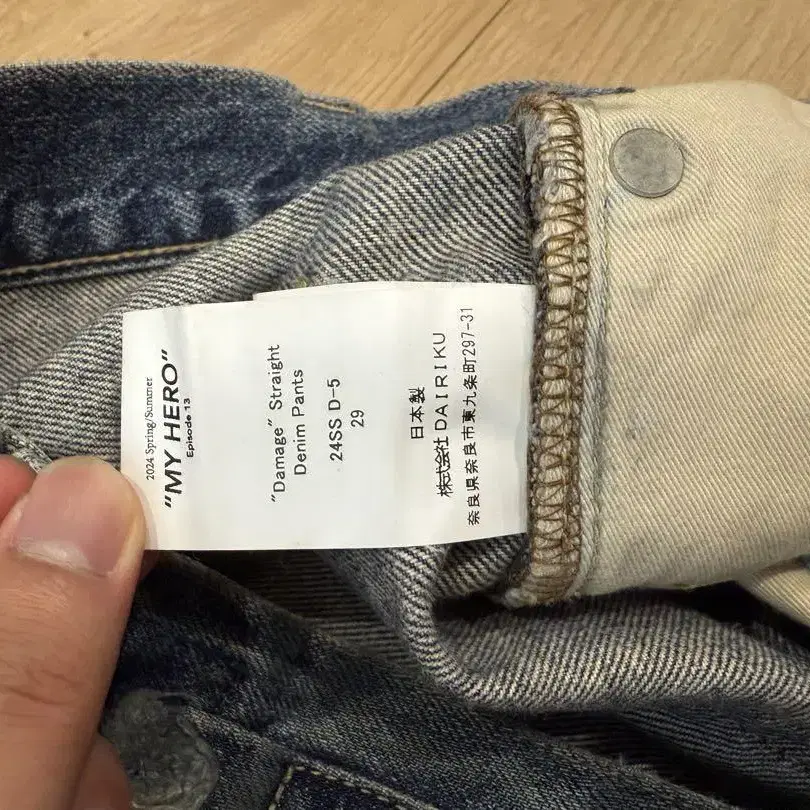 2024 Spring/Summer
"MY HERO"
Episode 13
"Damage" Straight
Denim Pants
24SS D-5
29
日本製
株式会社 DAIRIKU
奈良県奈良市東九条町297-31